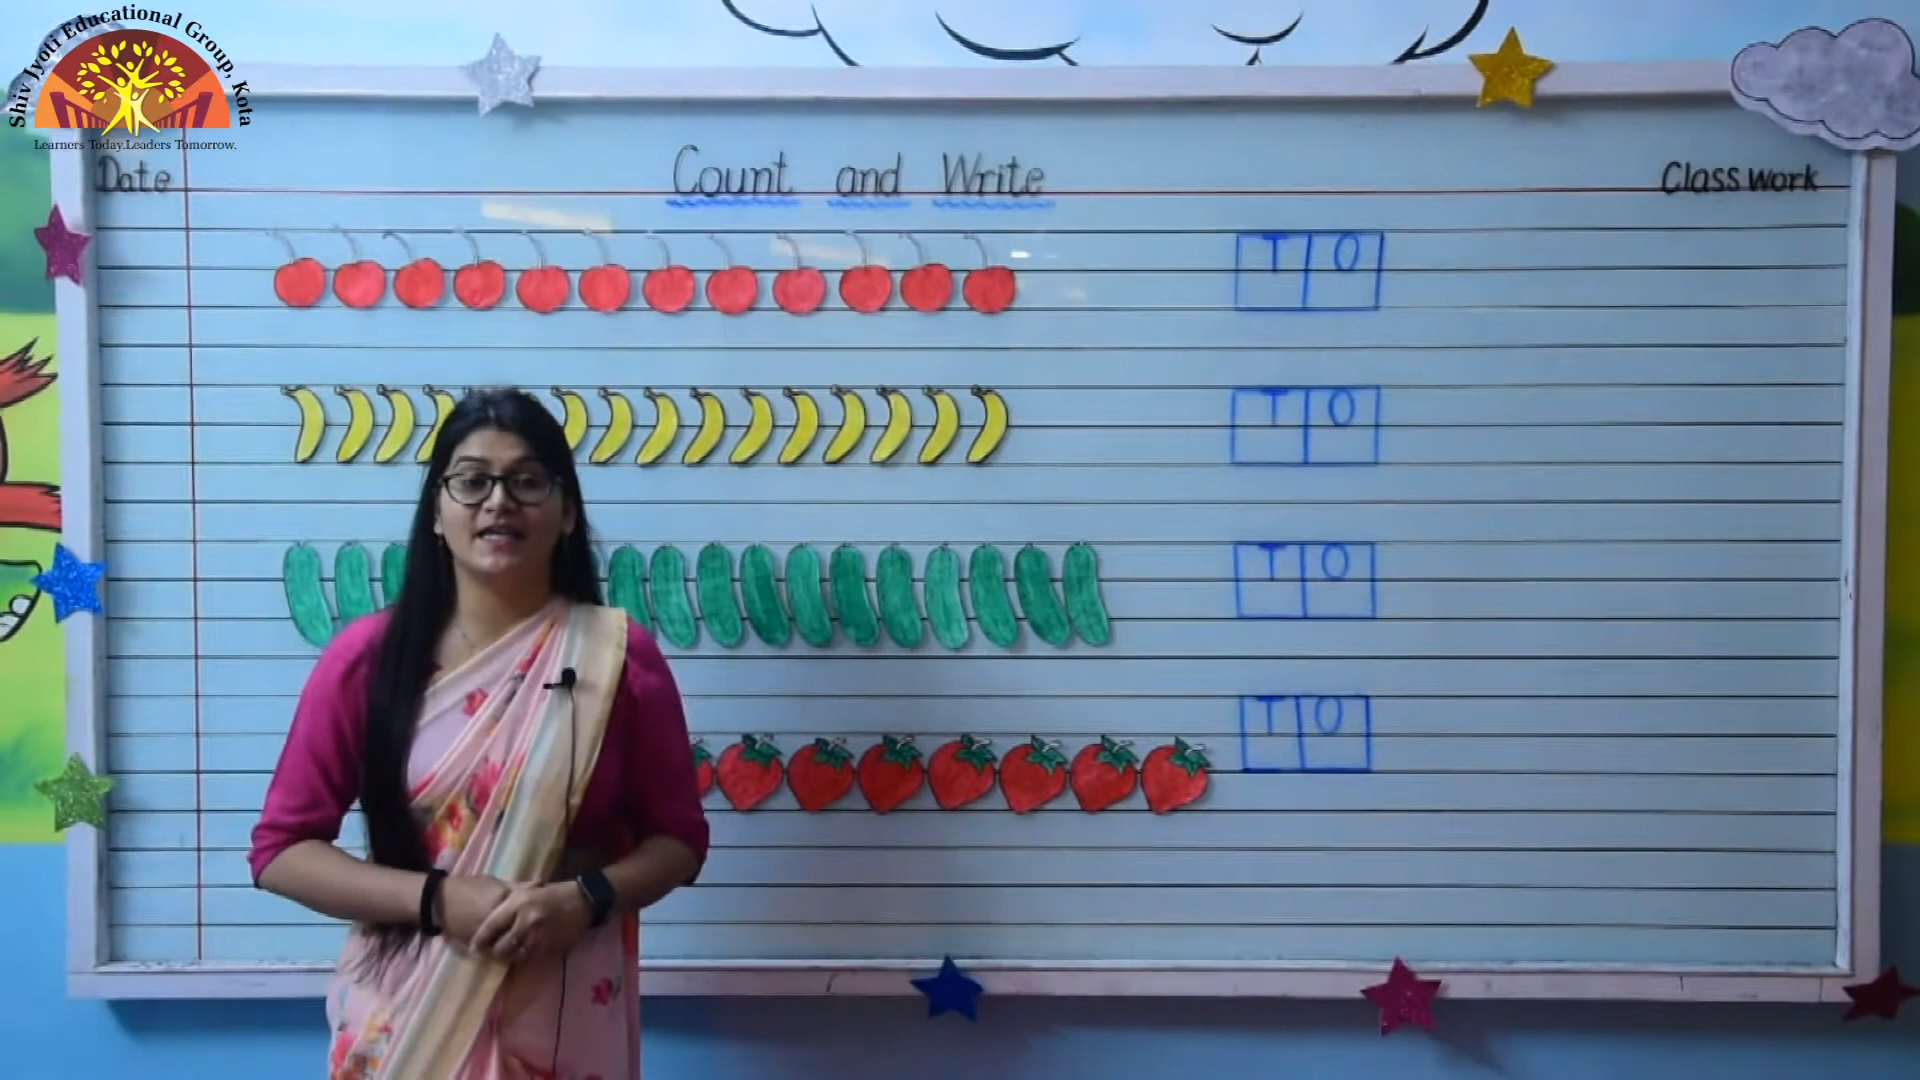 Shiv Jyoti Educational Group, Kota
Learners Today.Leaders Tomorrow.
Date
Count and Write
Class work
T O
T O
T O
T O